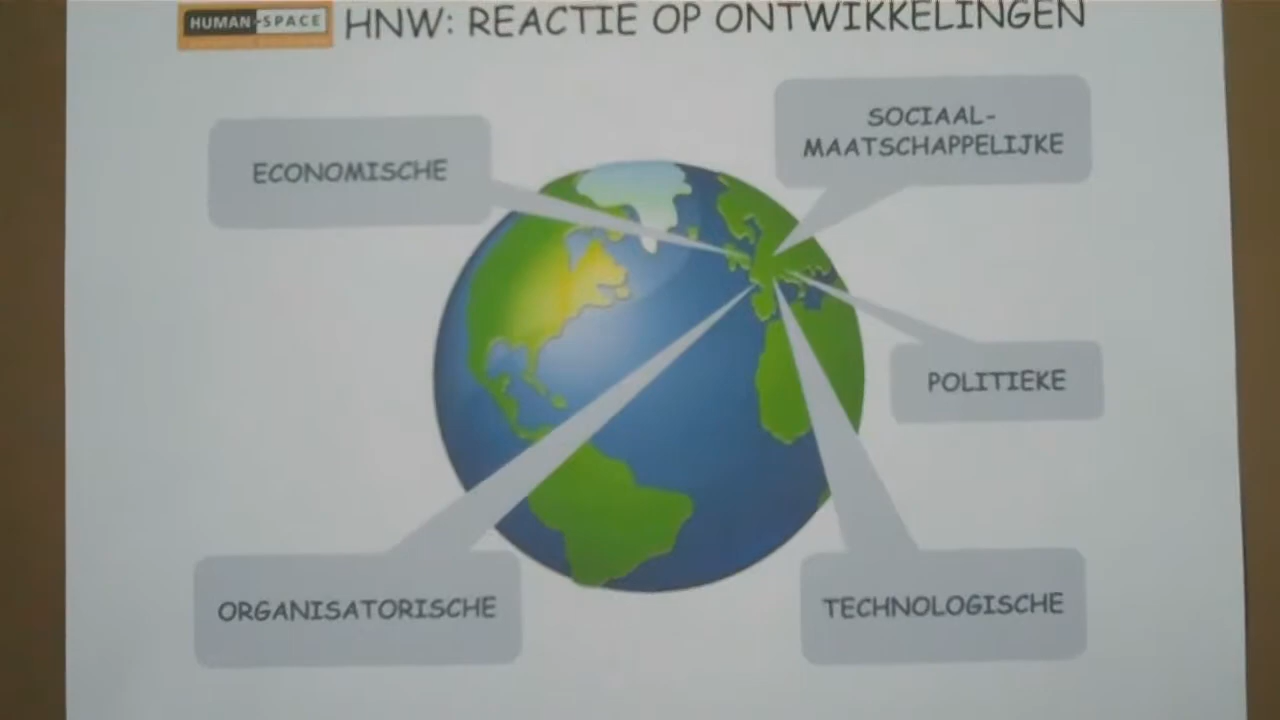 HUMAN-SPACE
HNW: REACTIE OP ONTWIKKELINGEN
ECONOMISCHE
SOCIAAL-
MAATSCHAPPELIJKE
POLITIEKE
ORGANISATORISCHE
TECHNOLOGISCHE